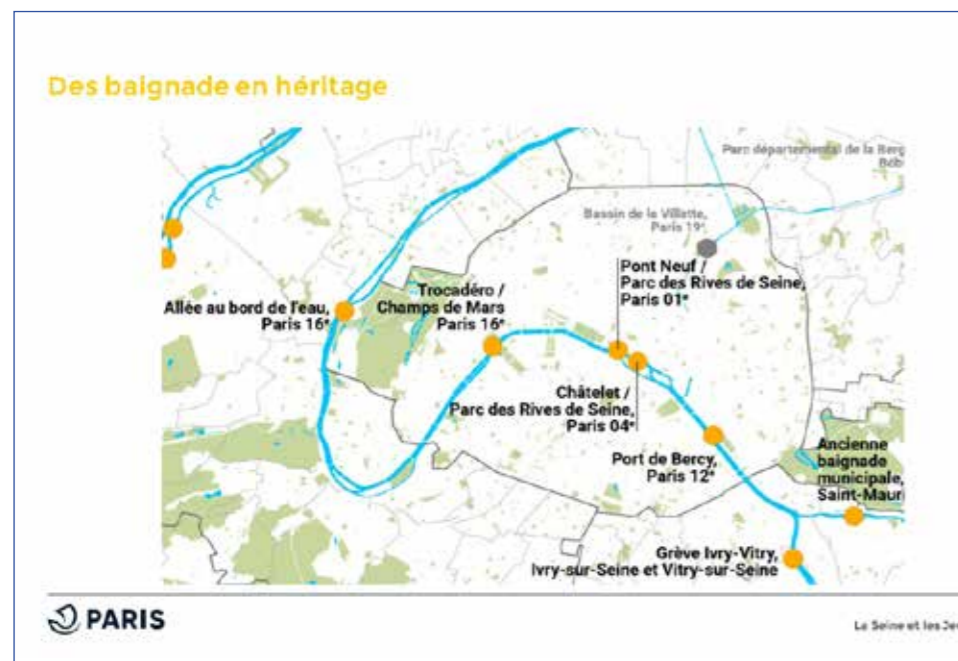 Des baignade en héritage
Parc départemental de la Berg
Bob
Bassin de la Villette,
Paris 19e
Pont Neuf /
Parc des Rives de Seine,
Paris 01e
Trocadéro /
Champs de Mars
Paris 16e
Allée au bord de l'eau,
Paris 16e
Châtelet /
Parc des Rives de Seine,
Paris 04e
Port de Bercy,
Paris 12e
Ancienne
baignade
municipale,
Saint-Maur
Grève Ivry-Vitry,
Ivry-sur-Seine et Vitry-sur-Seine
PARIS
La Seine et les Je